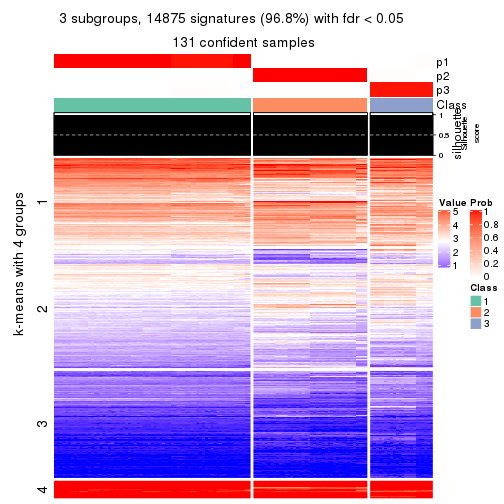 3 subgroups, 14875 signatures (96.8%) with fdr < 0.05
131 confident samples
p1
p2
p3
Class
silhouette
1
0.5
0
Silhouette
score
k-means with 4 groups
1
2
3
4
Value
5
4
3
2
1
Prob
1
0.8
0.6
0.4
0.2
0
Class
1
2
3